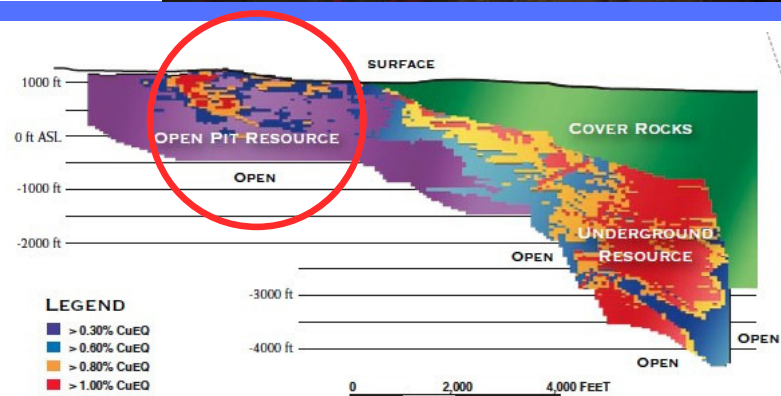 SURFACE
1000 ft
COVER ROCKS
0 ft ASL
OPEN PIT RESOURCE
OPEN
-1000 ft
-2000 ft
UNDERGROUND
RESOURCE
OPEN
-3000 ft
LEGEND
> 0.30% CuEQ
> 0.60% CuEQ
> 0.80% CuEQ
> 1.00% CuEQ
-4000 ft
OPEN
OPEN
0 2,000 4,000 FEET